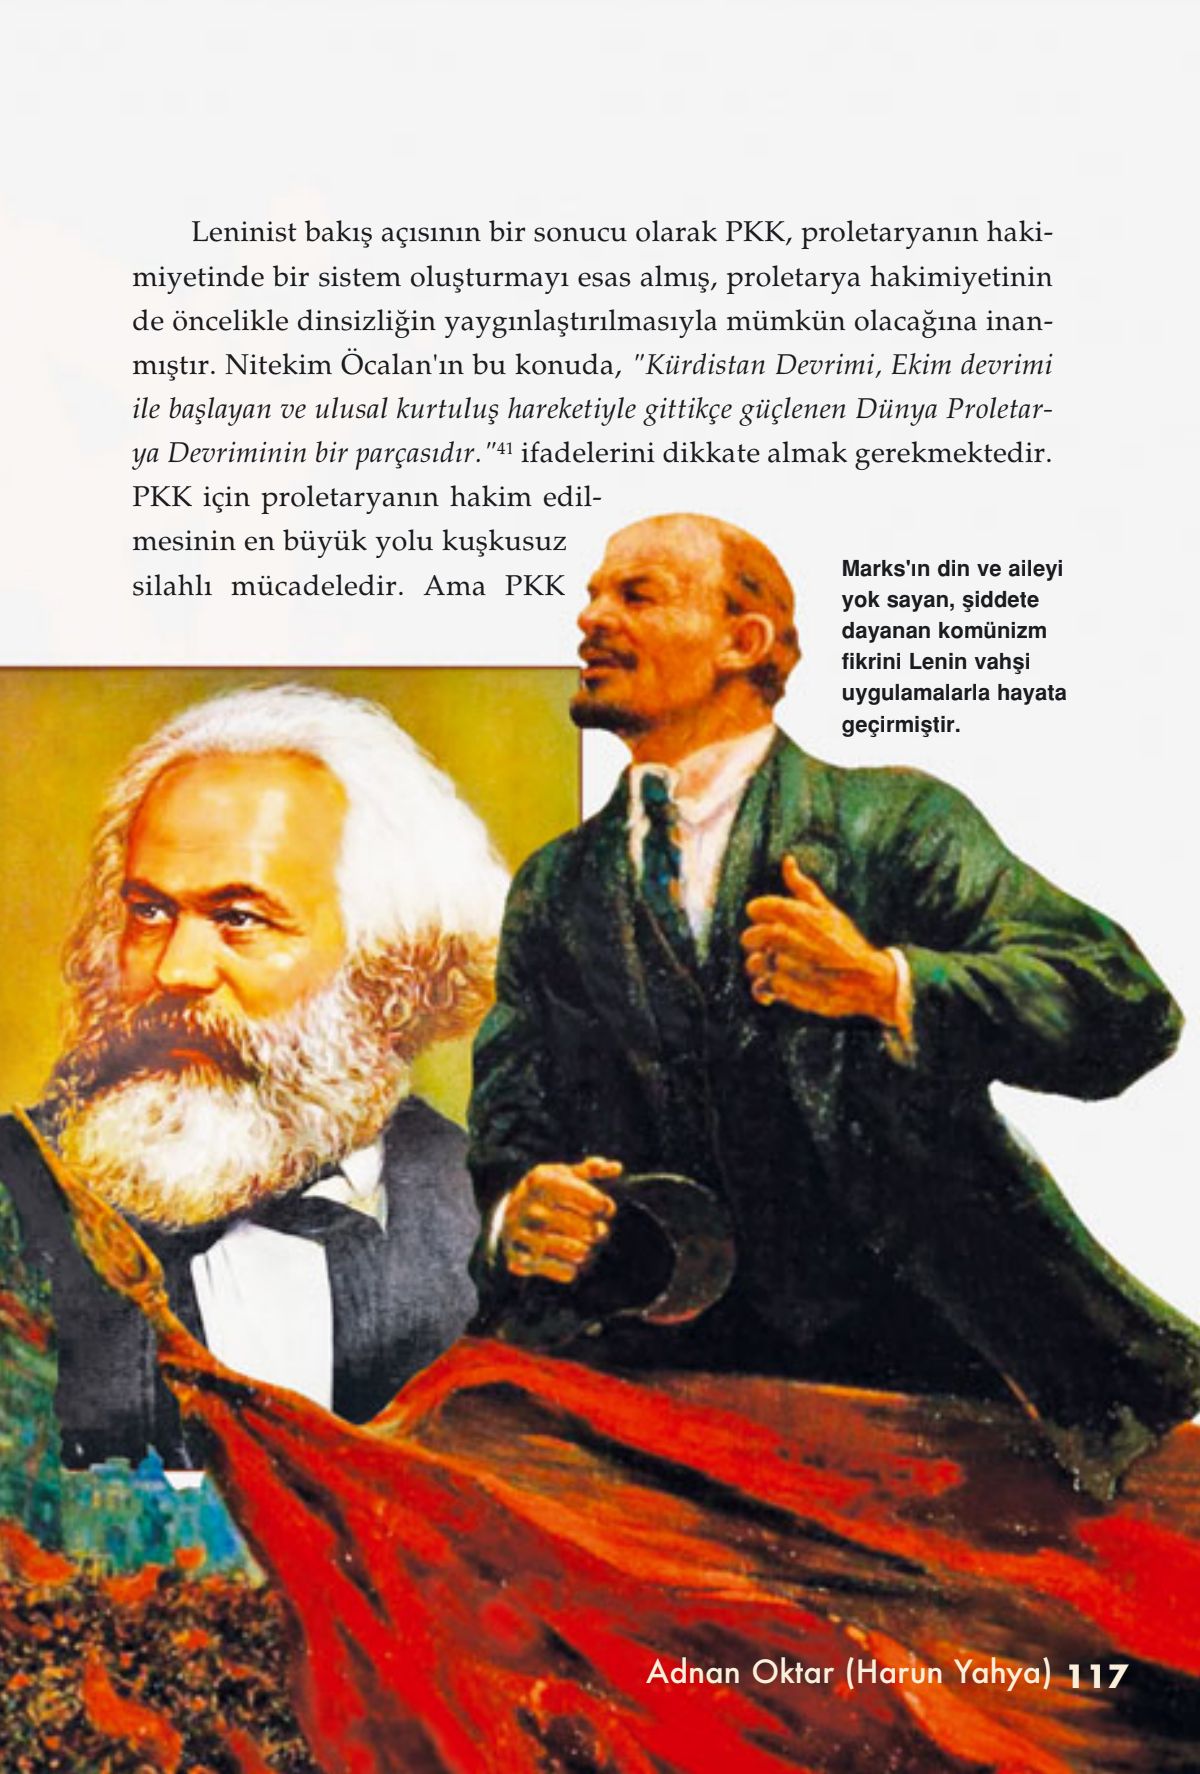 Leninist bakış açısının bir sonucu olarak PKK, proletaryanın haki-
miyetinde bir sistem oluşturmayı esas almış, proletarya hakimiyetinin
de öncelikle dinsizliğin yaygınlaştırılmasıyla mümkün olacağına inan-
mıştır. Nitekim Öcalan'ın bu konuda, "Kürdistan Devrimi, Ekim devrimi
ile başlayan ve ulusal kurtuluş hareketiyle gittikçe güçlenen Dünya Proletar-
ya Devriminin bir parçasıdır."41 ifadelerini dikkate almak gerekmektedir.
PKK için proletaryanın hakim edil-
mesinin en büyük yolu kuşkusuz
silahlı mücadeledir. Ama PKK
Marks'ın din ve aileyi
yok sayan, şiddete
dayanan komünizm
fikrini Lenin vahşi
uygulamalarla hayata
geçirmiştir.
Adnan Oktar (Harun Yahya) 117